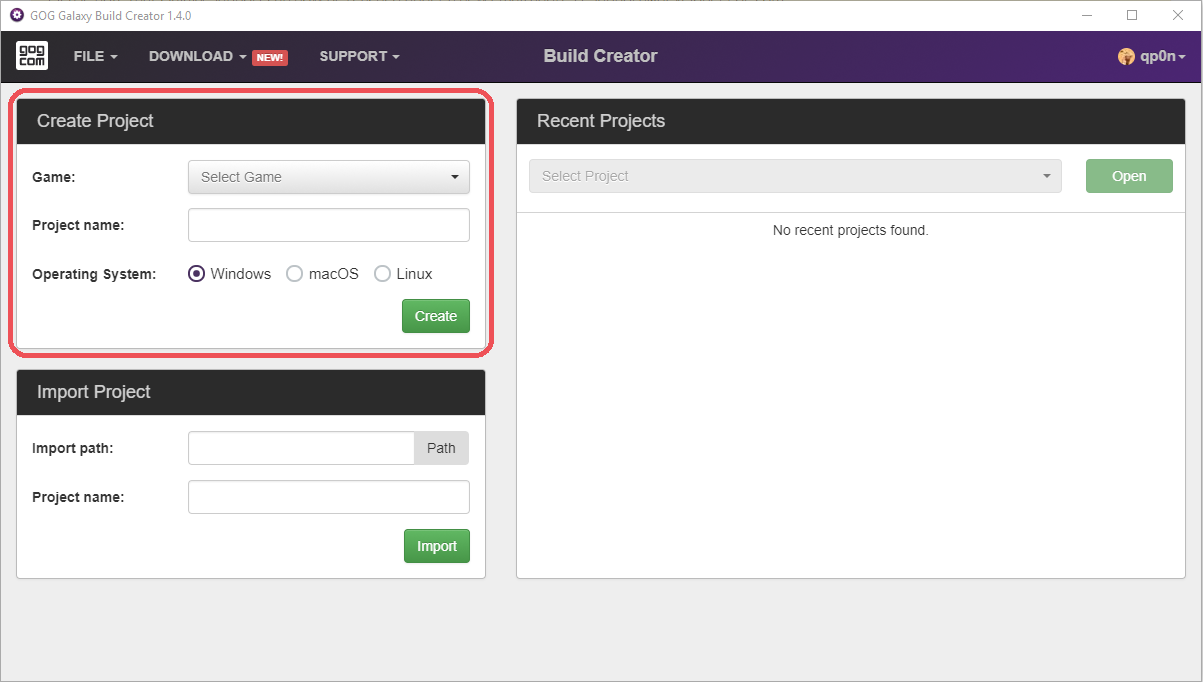 GOG Galaxy Build Creator 1.4.0
gog com
FILE
DOWNLOAD NEW!
SUPPORT
Build Creator
qp0n
Create Project
Game: Select Game
Project name:
Operating System: Windows macOS Linux
Create
Import Project
Import path: Path
Project name:
Import
Recent Projects
Select Project Open
No recent projects found.